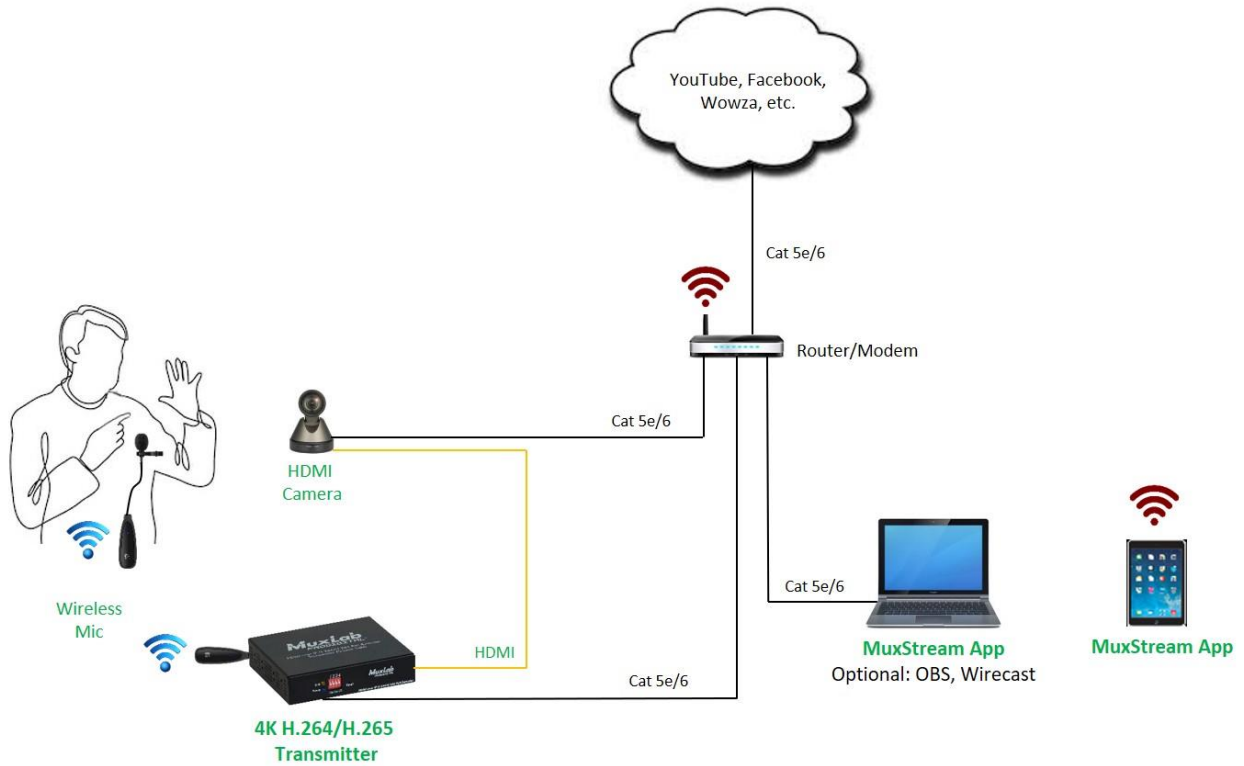 YouTube, Facebook,
Wowza, etc.
Cat 5e/6
Router/Modem
Cat 5e/6
HDMI
Camera
Wireless
Mic
HDMI
MuxLab
MuxLab
Cat 5e/6
4K H.264/H.265
Transmitter
Cat 5e/6
MuxStream App
Optional: OBS, Wirecast
MuxStream App